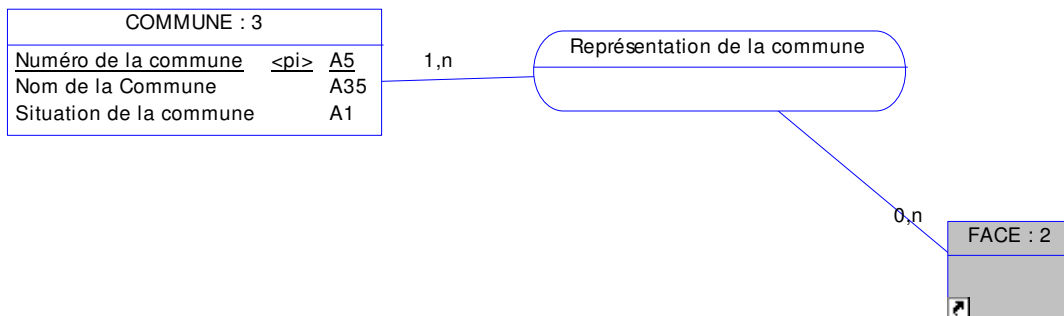 COMMUNE : 3
Numéro de la commune <pi> A5
Nom de la Commune A35
Situation de la commune A1
1,n
Représentation de la commune
0,n
FACE : 2